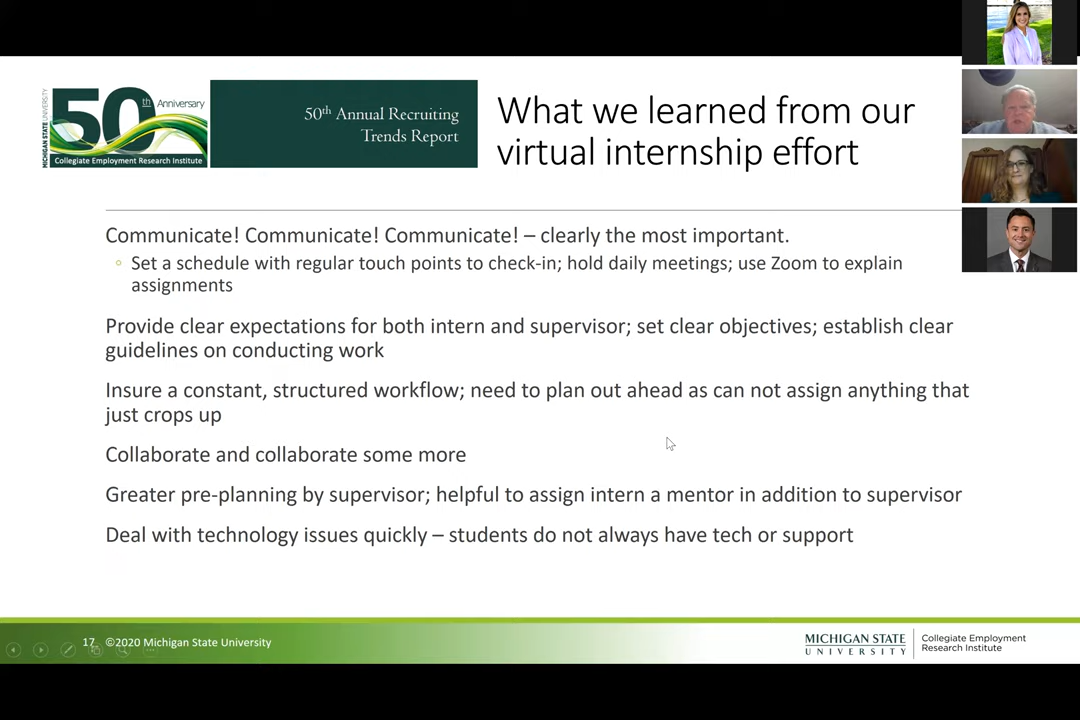 MICHIGAN STATE UNIVERSITY
50th Anniversary
Collegiate Employment Research Institute
50th Annual Recruiting
Trends Report
What we learned from our
virtual internship effort
Communicate! Communicate! Communicate! – clearly the most important.
◦ Set a schedule with regular touch points to check-in; hold daily meetings; use Zoom to explain
assignments
Provide clear expectations for both intern and supervisor; set clear objectives; establish clear
guidelines on conducting work
Insure a constant, structured workflow; need to plan out ahead as can not assign anything that
just crops up
Collaborate and collaborate some more
Greater pre-planning by supervisor; helpful to assign intern a mentor in addition to supervisor
Deal with technology issues quickly – students do not always have tech or support
17 ©2020 Michigan State University
MICHIGAN STATE
UNIVERSITY
Collegiate Employment
Research Institute